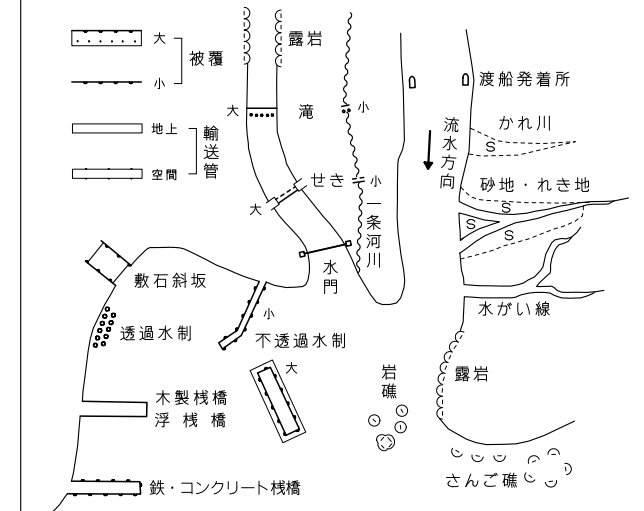 大
被覆
小
地上
輸送管
空間
露岩
大
滝
小
せき
小
大
一条河川
水門
渡船発着所
流水方向
かれ川
S
砂地・れき地
S
S
S
水がい線
敷石斜坂
透過水制
小
不透過水制
大
木製桟橋
浮桟橋
岩礁
露岩
さんご礁
鉄・コンクリート桟橋